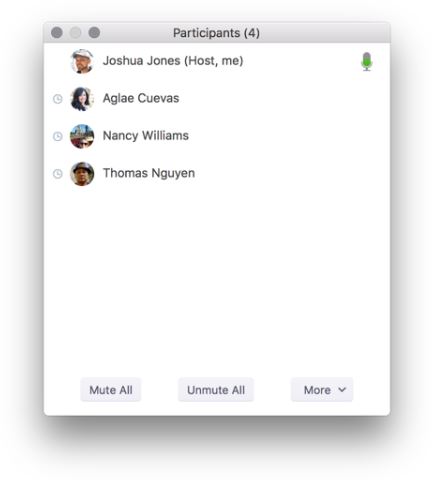 Participants (4)
Joshua Jones (Host, me)
Aglae Cuevas
Nancy Williams
Thomas Nguyen
Mute All Unmute All More